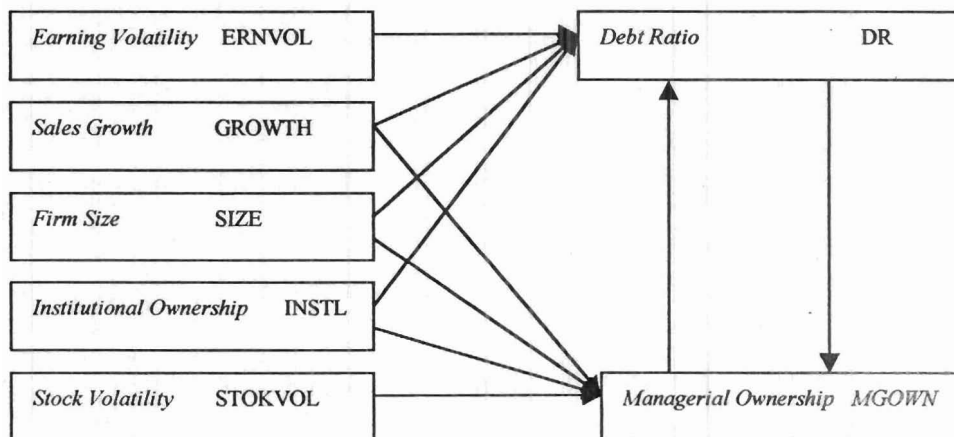 Earning Volatility ERNVOL
Debt Ratio DR
Sales Growth GROWTH
Firm Size SIZE
Institutional Ownership INSTL
Stock Volatility STOKVOL
Managerial Ownership MGOWN